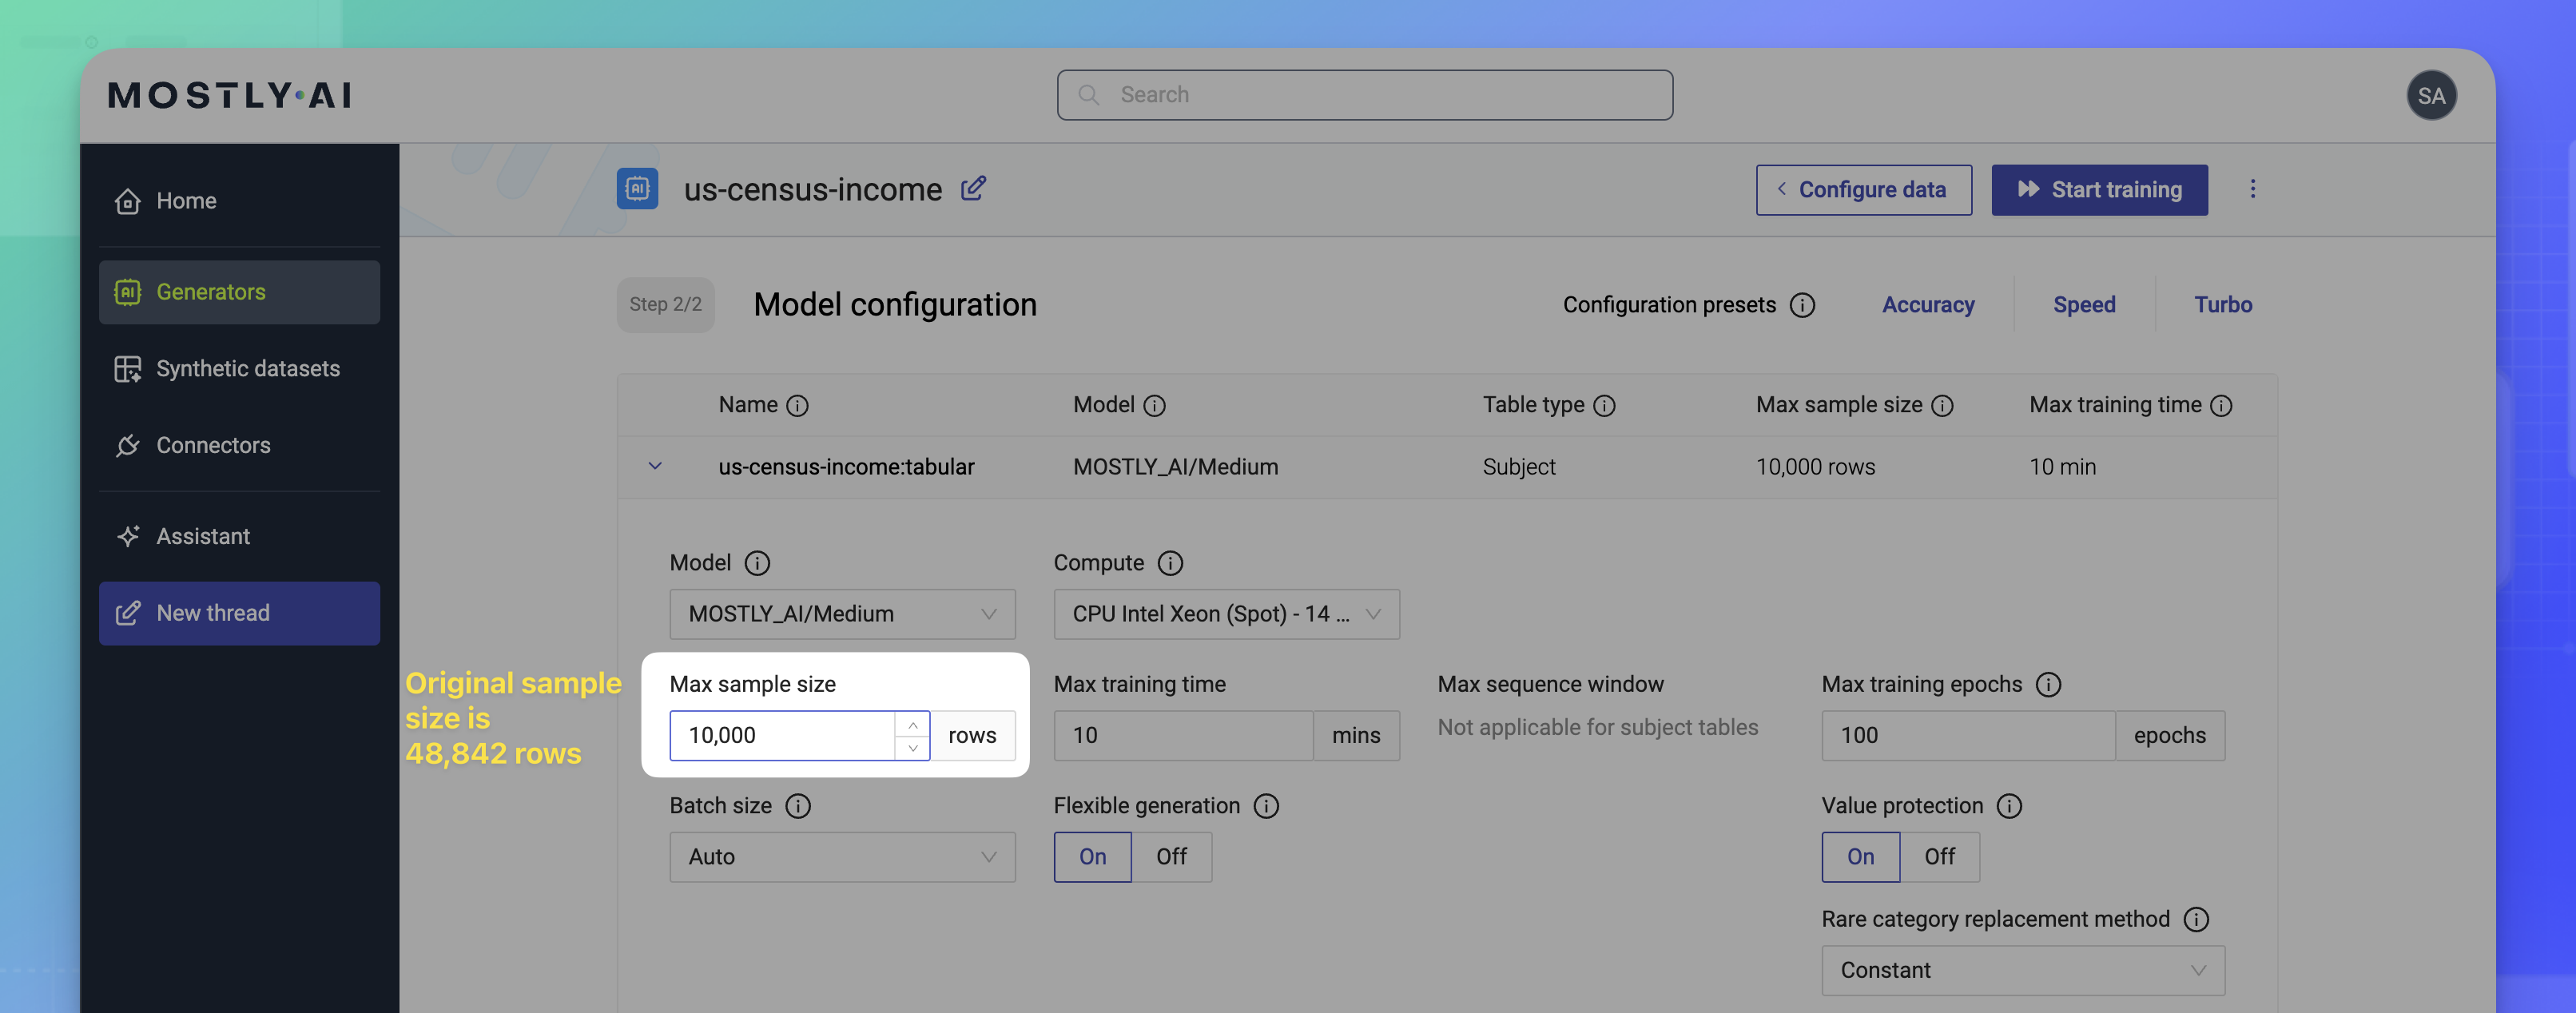 MOSTLY·AI
Search
SA
Home
Generators
Synthetic datasets
Connectors
Assistant
New thread
us-census-income
Configure data
Start training
Step 2/2
Model configuration
Configuration presets
Accuracy
Speed
Turbo
Name
Model
Table type
Max sample size
Max training time
us-census-income:tabular
MOSTLY_AI/Medium
Subject
10,000 rows
10 min
Model
Compute
MOSTLY_AI/Medium
CPU Intel Xeon (Spot) - 14 ...
Original sample
size is
48,842 rows
Max sample size
Max training time
Max sequence window
Max training epochs
10,000
rows
10
mins
Not applicable for subject tables
100
epochs
Batch size
Flexible generation
Value protection
Auto
On
Off
On
Off
Rare category replacement method
Constant